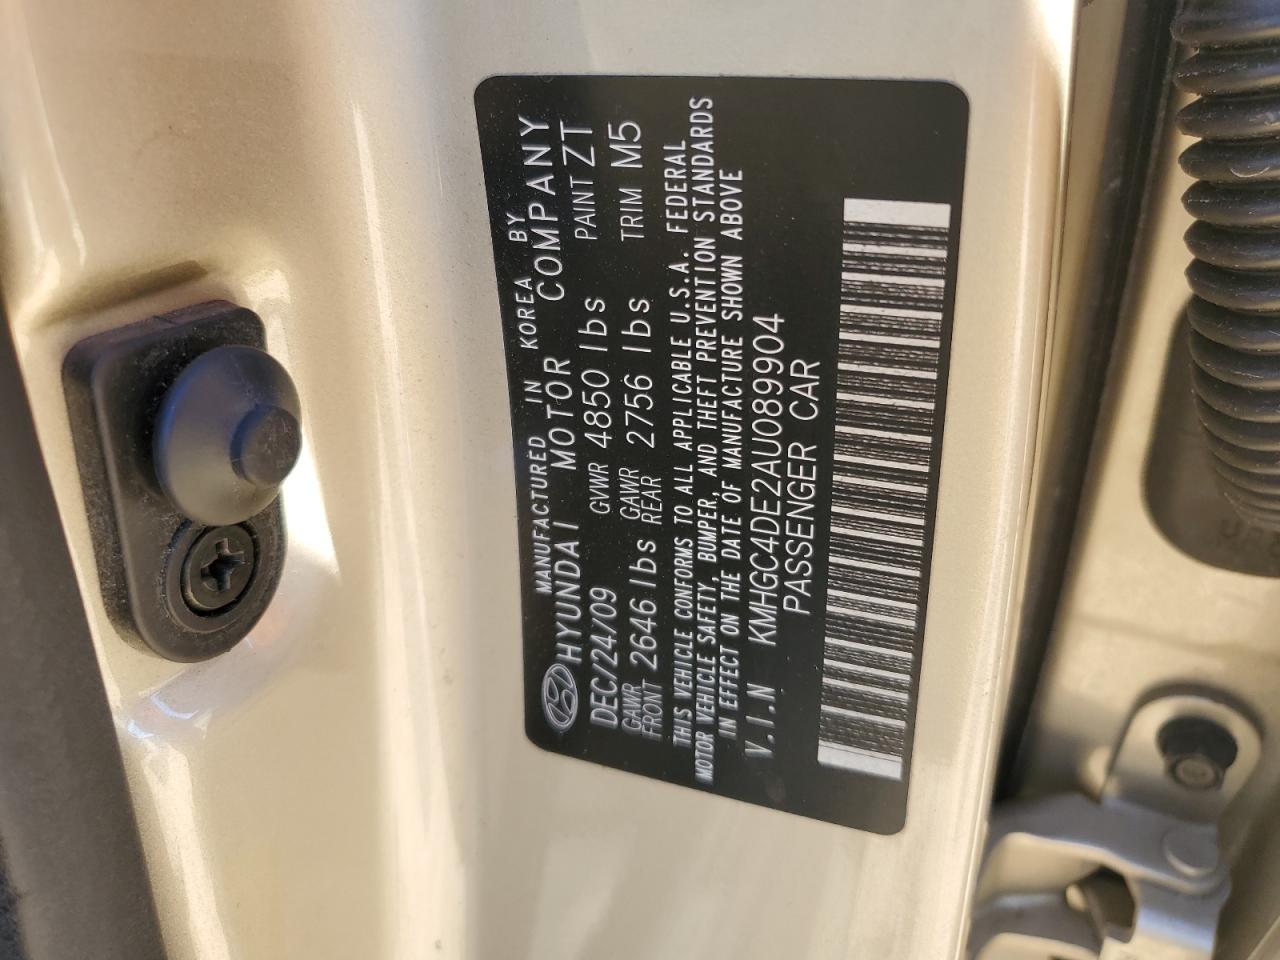 MANUFACTURED IN KOREA BY
HYUNDAI MOTOR COMPANY
DEC/24/09 GVWR 4850 lbs PAINT ZT
GAWR FRONT 2646 lbs GAWR REAR 2756 lbs TRIM M5
THIS VEHICLE CONFORMS TO ALL APPLICABLE U.S.A. FEDERAL
MOTOR VEHICLE SAFETY, BUMPER, AND THEFT PREVENTION STANDARDS
IN EFFECT ON THE DATE OF MANUFACTURE SHOWN ABOVE
V.I.N KMHGC4DE2AU089904
PASSENGER CAR